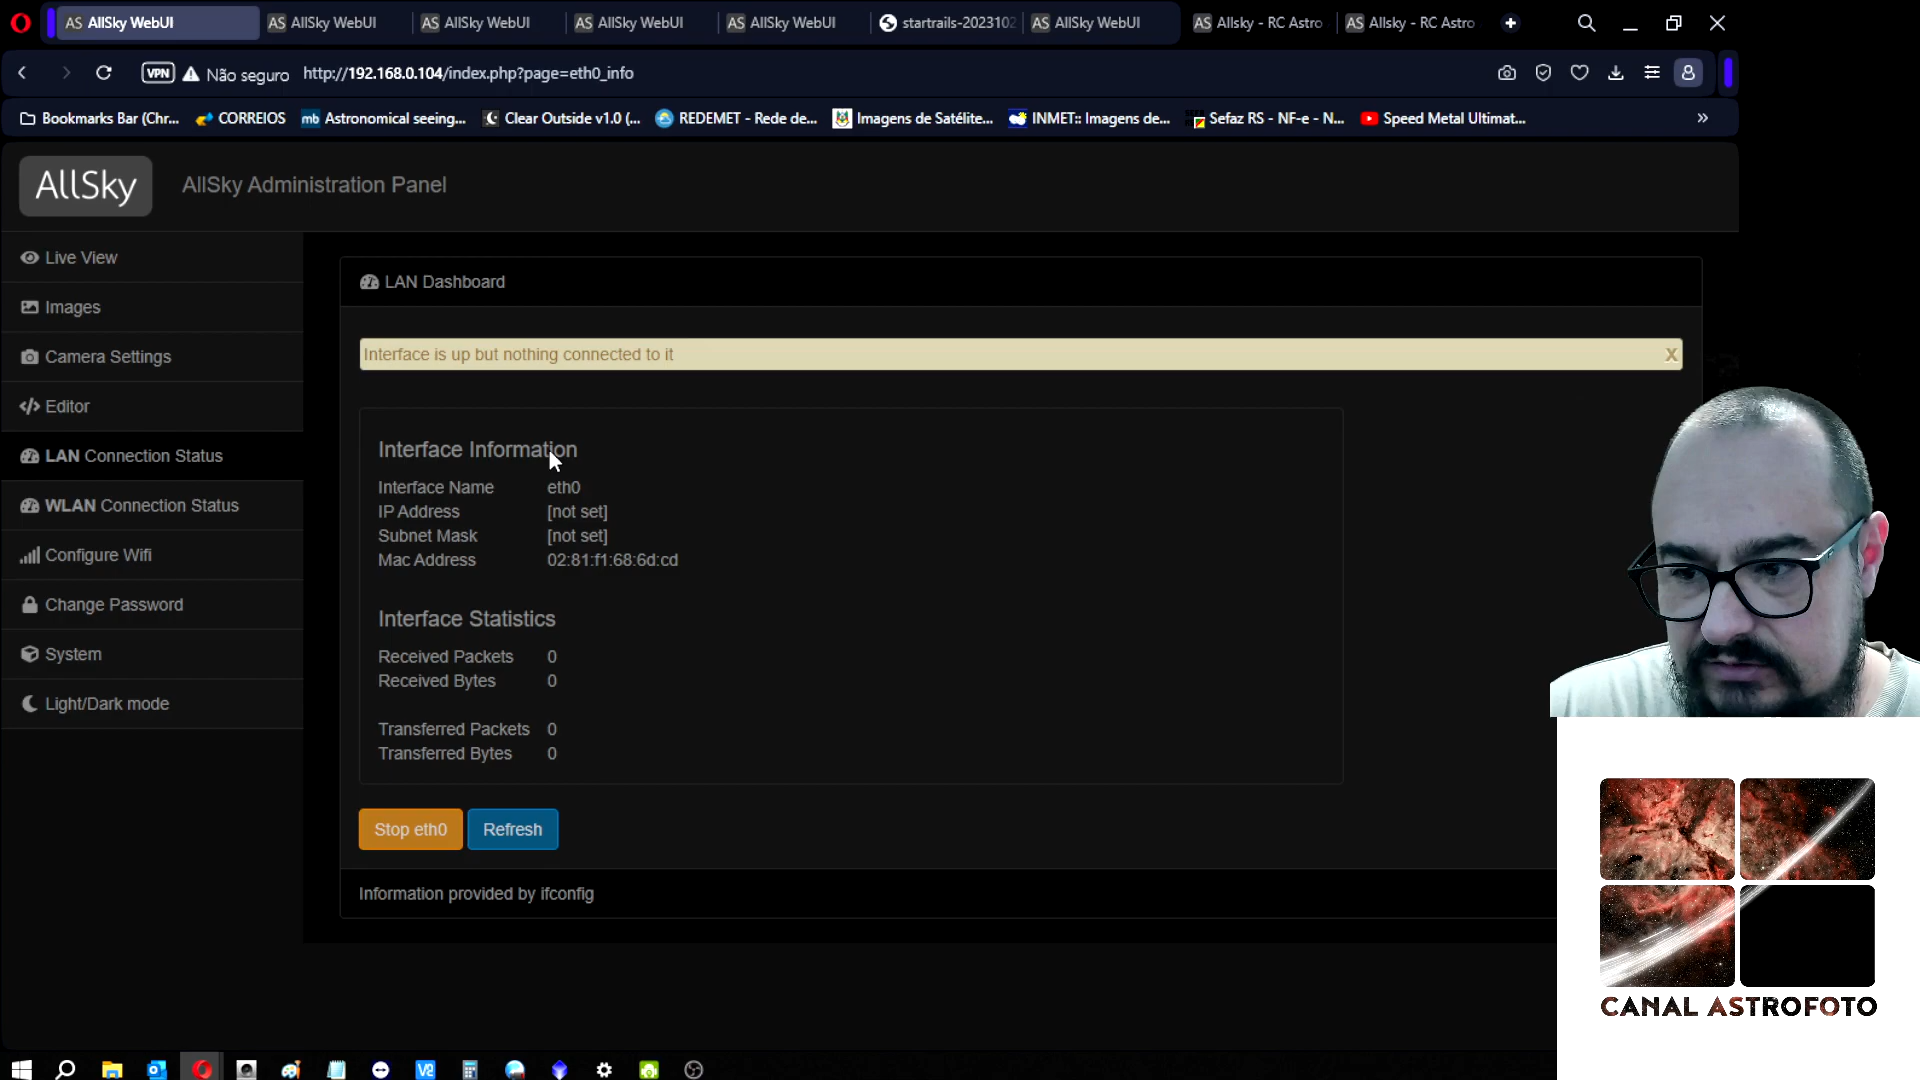 AS AllSky WebUI
AS AllSky WebUI
AS AllSky WebUI
AS AllSky WebUI
AS AllSky WebUI
startrails-2023102
AS AllSky WebUI
AS Allsky - RC Astro
AS Allsky - RC Astro
VPN Não seguro http://192.168.0.104/index.php?page=eth0_info
Bookmarks Bar (Chr...
CORREIOS
mb Astronomical seeing...
Clear Outside v1.0 (...
REDEMET - Rede de...
Imagens de Satélite...
INMET:: Imagens de...
Sefaz RS - NF-e - N...
Speed Metal Ultimat...
»
AllSky
AllSky Administration Panel
Live View
Images
Camera Settings
Editor
LAN Connection Status
WLAN Connection Status
Configure Wifi
Change Password
System
Light/Dark mode
LAN Dashboard
Interface is up but nothing connected to it X
Interface Information
Interface Name eth0
IP Address [not set]
Subnet Mask [not set]
Mac Address 02:81:f1:68:6d:cd
Interface Statistics
Received Packets 0
Received Bytes 0
Transferred Packets 0
Transferred Bytes 0
Stop eth0
Refresh
Information provided by ifconfig
CANAL ASTROFOTO